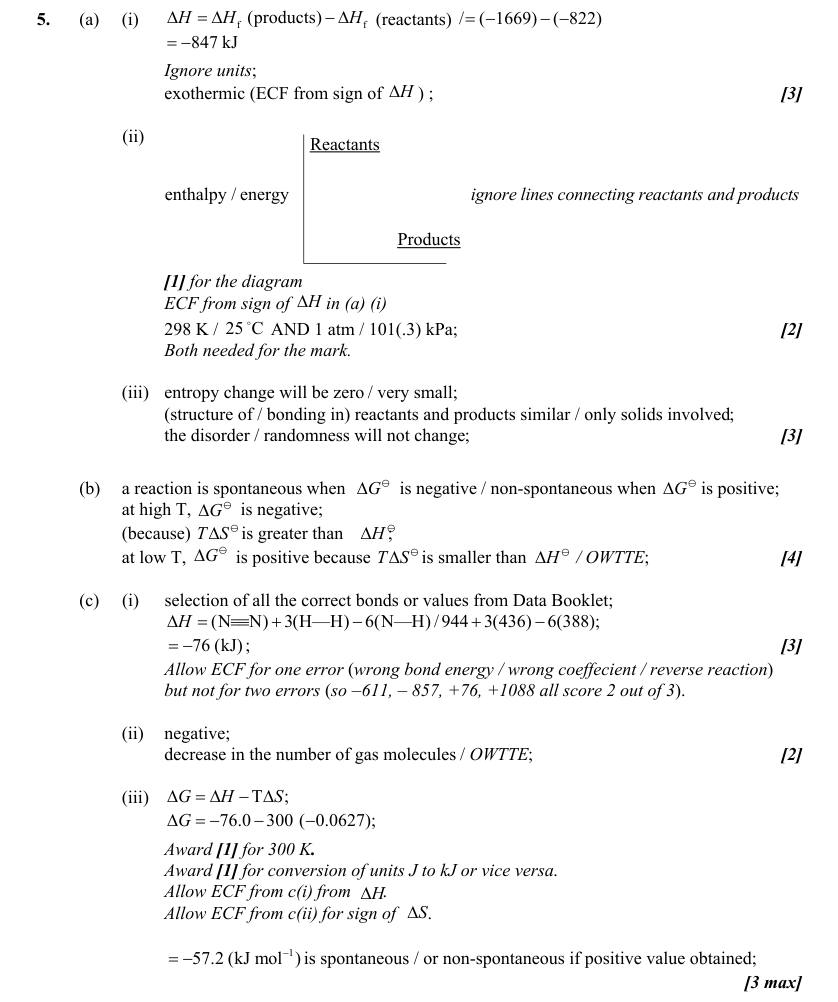 5. (a) (i) ΔH = ΔH_f (products) − ΔH_f (reactants) /= (−1669) − (−822)
= −847 kJ
Ignore units;
exothermic (ECF from sign of ΔH ) ; [3]
(ii)
Reactants
enthalpy / energy ignore lines connecting reactants and products
Products
[1] for the diagram
ECF from sign of ΔH in (a) (i)
298 K / 25 °C AND 1 atm / 101(.3) kPa; [2]
Both needed for the mark.
(iii) entropy change will be zero / very small;
(structure of / bonding in) reactants and products similar / only solids involved;
the disorder / randomness will not change; [3]
(b) a reaction is spontaneous when ΔG⊖ is negative / non-spontaneous when ΔG⊖ is positive;
at high T, ΔG⊖ is negative;
(because) TΔS⊖ is greater than ΔH⊖;
at low T, ΔG⊖ is positive because TΔS⊖ is smaller than ΔH⊖ / OWTTE; [4]
(c) (i) selection of all the correct bonds or values from Data Booklet;
ΔH = (N≡N) + 3(H—H) − 6(N—H) / 944 + 3(436) − 6(388);
= −76 (kJ) ; [3]
Allow ECF for one error (wrong bond energy / wrong coeffecient / reverse reaction)
but not for two errors (so −611, − 857, +76, +1088 all score 2 out of 3).
(ii) negative;
decrease in the number of gas molecules / OWTTE; [2]
(iii) ΔG = ΔH − TΔS;
ΔG = −76.0 − 300 (−0.0627);
Award [1] for 300 K.
Award [1] for conversion of units J to kJ or vice versa.
Allow ECF from c(i) from ΔH.
Allow ECF from c(ii) for sign of ΔS.
= −57.2 (kJ mol⁻¹) is spontaneous / or non-spontaneous if positive value obtained;
[3 max]